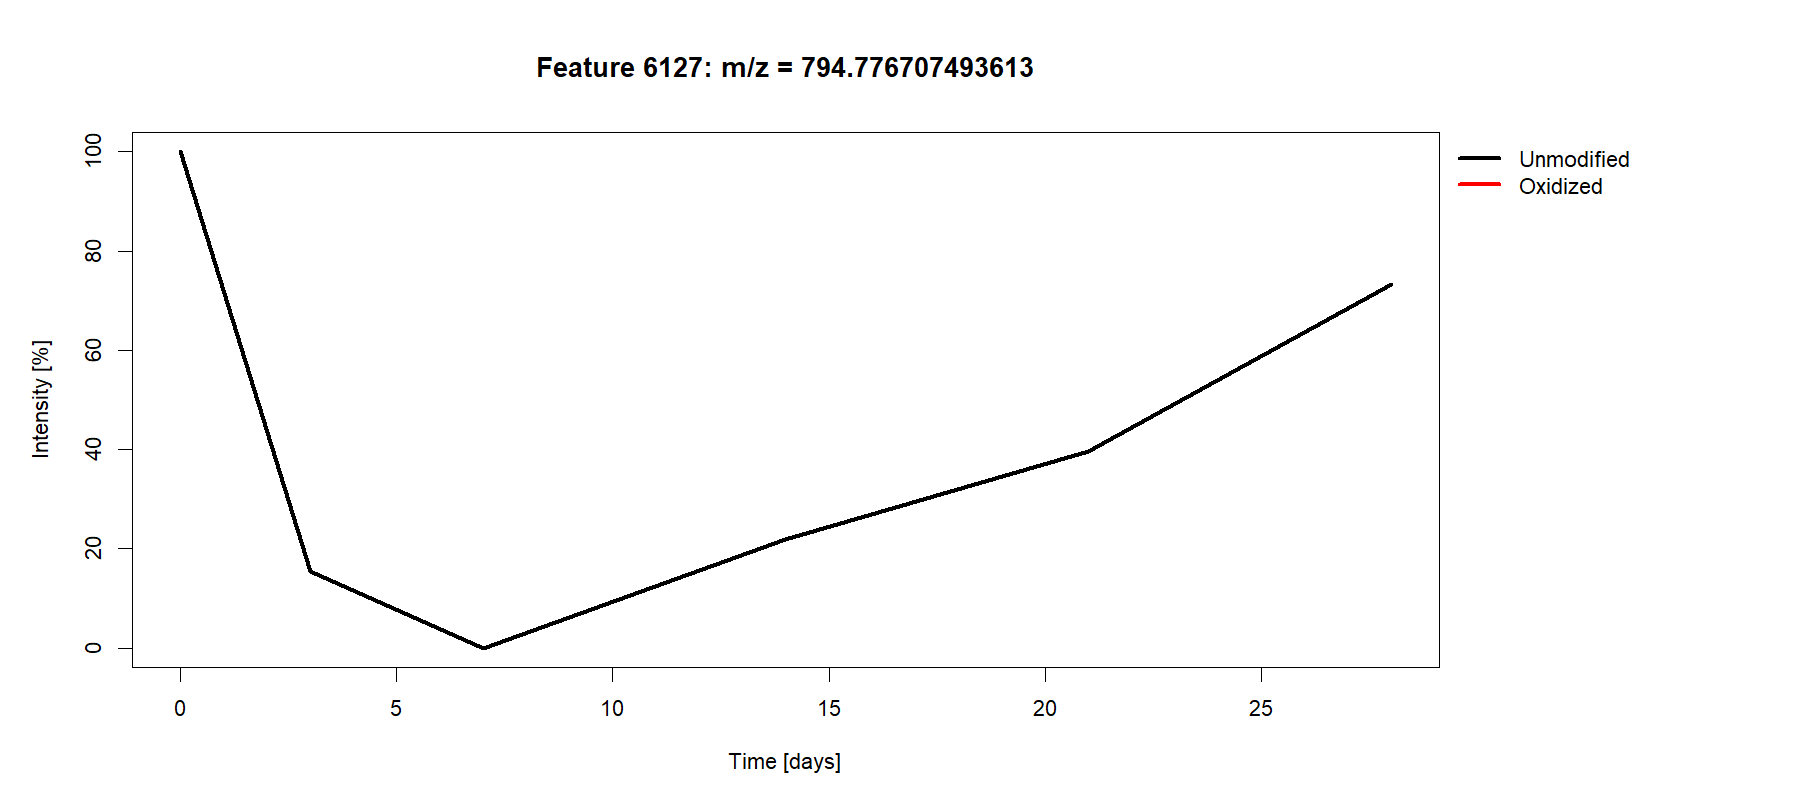 Feature 6127: m/z = 794.776707493613
Unmodified
Oxidized
Intensity [%]
100
80
60
40
20
0
0 5 10 15 20 25
Time [days]